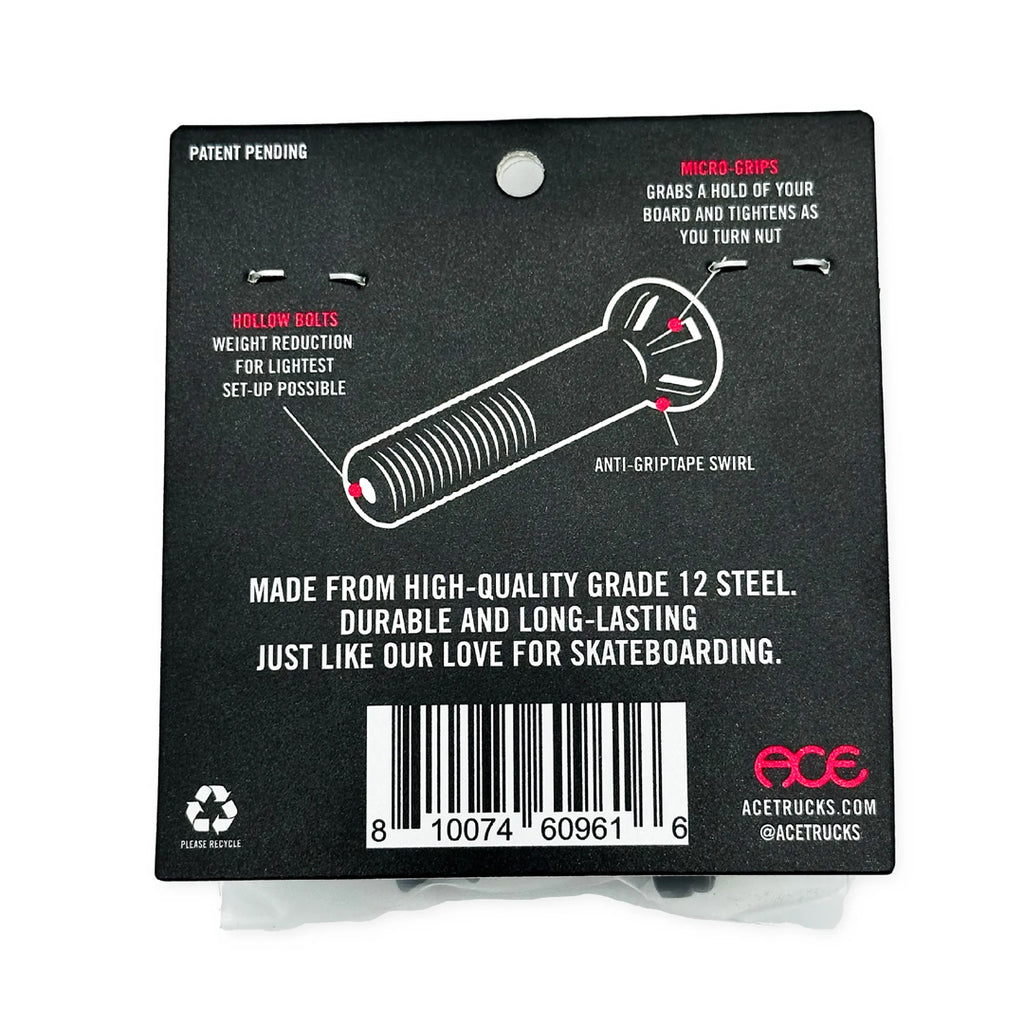 PATENT PENDING
MICRO-GRIPS
GRABS A HOLD OF YOUR
BOARD AND TIGHTENS AS
YOU TURN NUT
HOLLOW BOLTS
WEIGHT REDUCTION
FOR LIGHTEST
SET-UP POSSIBLE
ANTI-GRIPTAPE SWIRL
MADE FROM HIGH-QUALITY GRADE 12 STEEL.
DURABLE AND LONG-LASTING
JUST LIKE OUR LOVE FOR SKATEBOARDING.
8 10074 60961 6
PLEASE RECYCLE
ACE
ACETRUCKS.COM
@ACETRUCKS